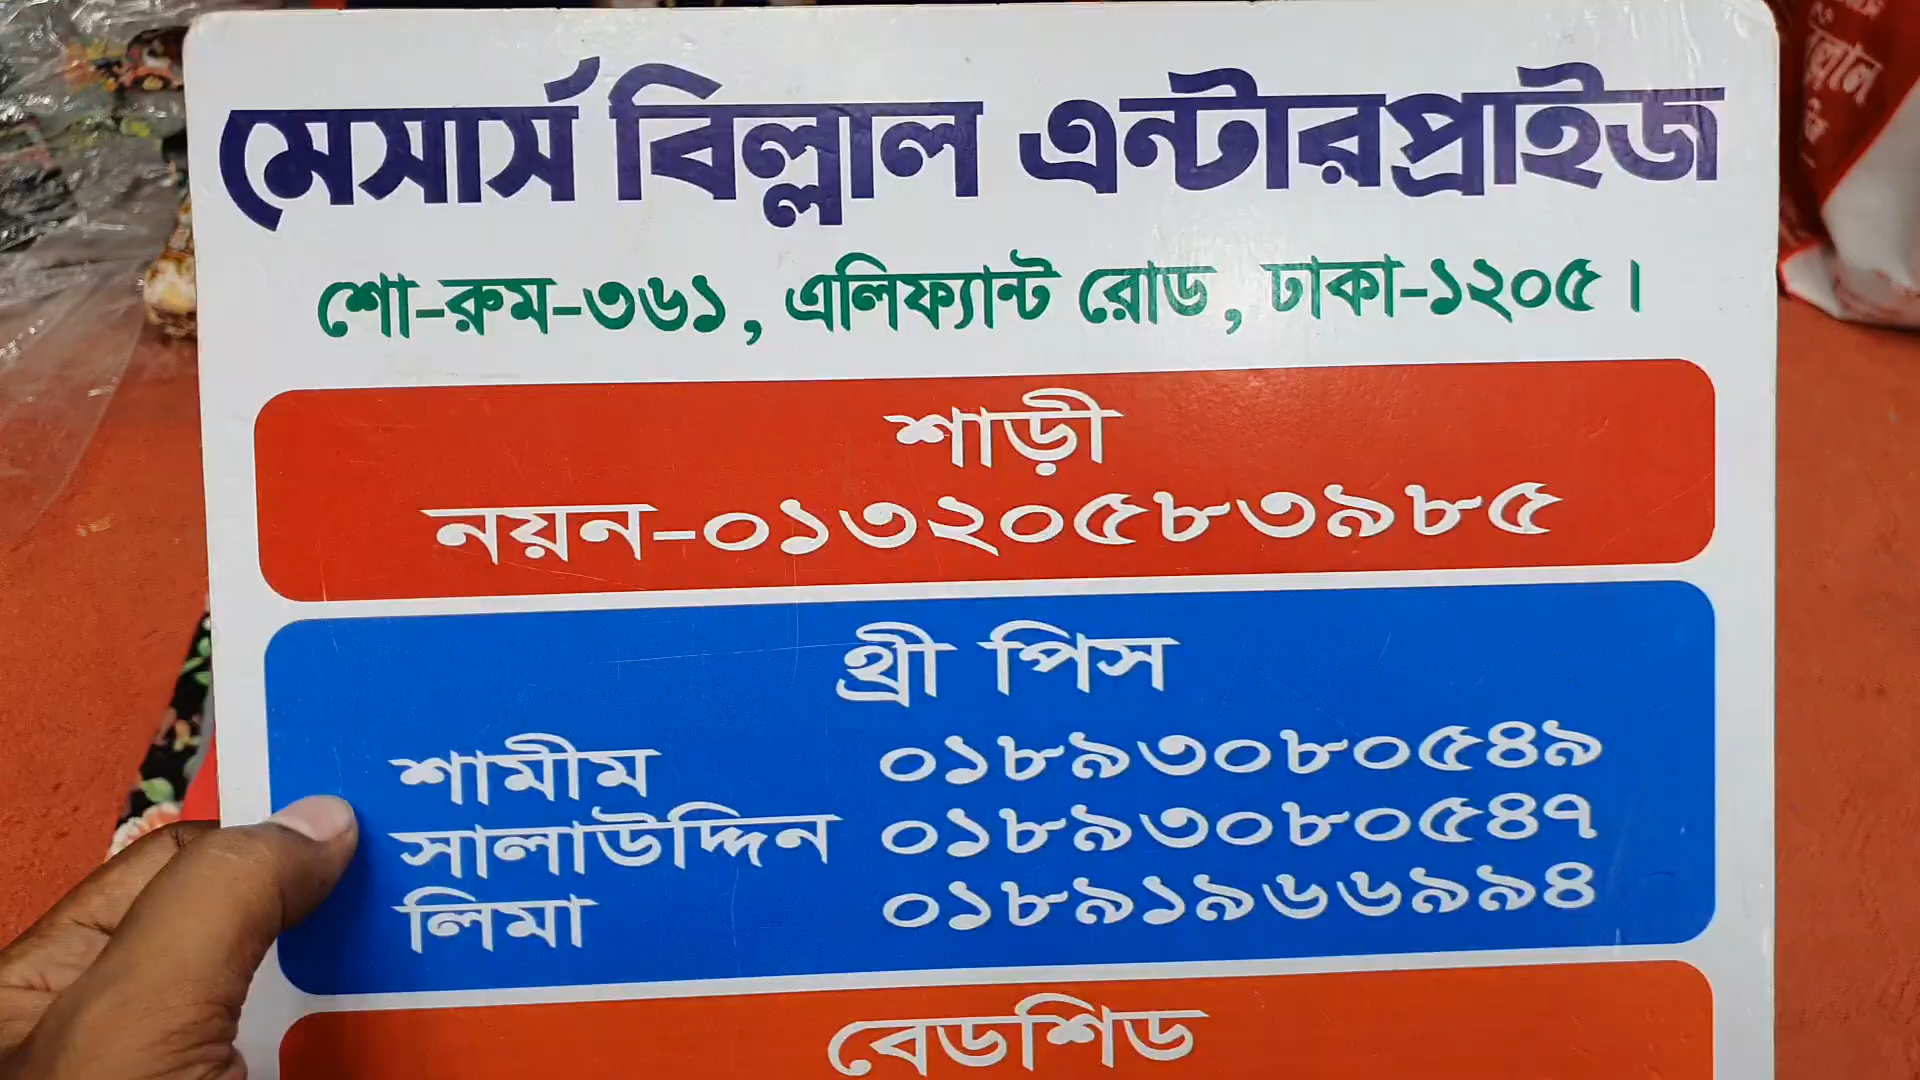 মেসার্স বিল্লাল এন্টারপ্রাইজ
শো-রুম-৩৬১, এলিফ্যান্ট রোড, ঢাকা-১২০৫।
শাড়ী
নয়ন-০১৩২০৫৮৩৯৮৫
থ্রী পিস
শামীম ০১৮৯৩০৮০৫৪৯
সালাউদ্দিন ০১৮৯৩০৮০৫৪৭
লিমা ০১৮৯১৯৬৬৯৯৪
বেডশিড